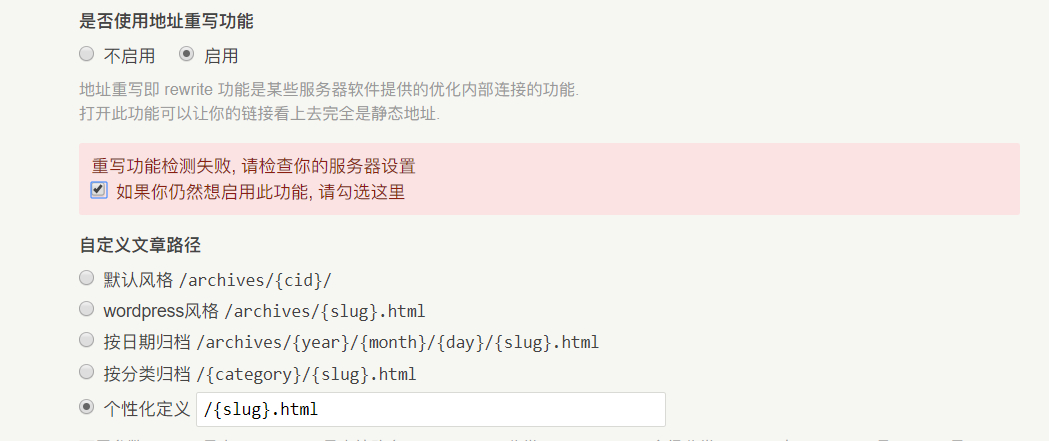 是否使用地址重写功能
不启用 启用
地址重写即 rewrite 功能是某些服务器软件提供的优化内部连接的功能.
打开此功能可以让你的链接看上去完全是静态地址.
重写功能检测失败, 请检查你的服务器设置
如果你仍然想启用此功能, 请勾选这里
自定义文章路径
默认风格 /archives/{cid}/
wordpress风格 /archives/{slug}.html
按日期归档 /archives/{year}/{month}/{day}/{slug}.html
按分类归档 /{category}/{slug}.html
个性化定义 /{slug}.html